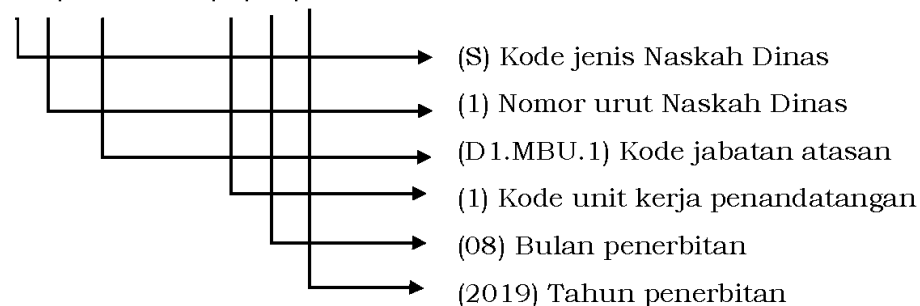 (S) Kode jenis Naskah Dinas
(1) Nomor urut Naskah Dinas
(D1.MBU.1) Kode jabatan atasan
(1) Kode unit kerja penandatangan
(08) Bulan penerbitan
(2019) Tahun penerbitan